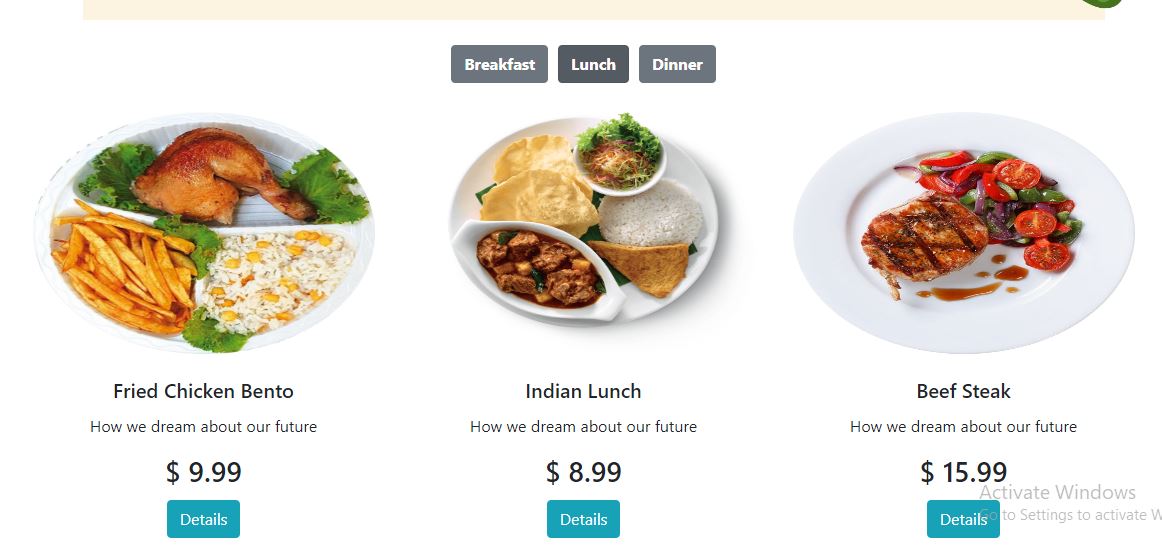 Breakfast Lunch Dinner
Fried Chicken Bento
How we dream about our future
$ 9.99
Details
Indian Lunch
How we dream about our future
$ 8.99
Details
Beef Steak
How we dream about our future
$ 15.99
Details
Activate Windows
Go to Settings to activate W